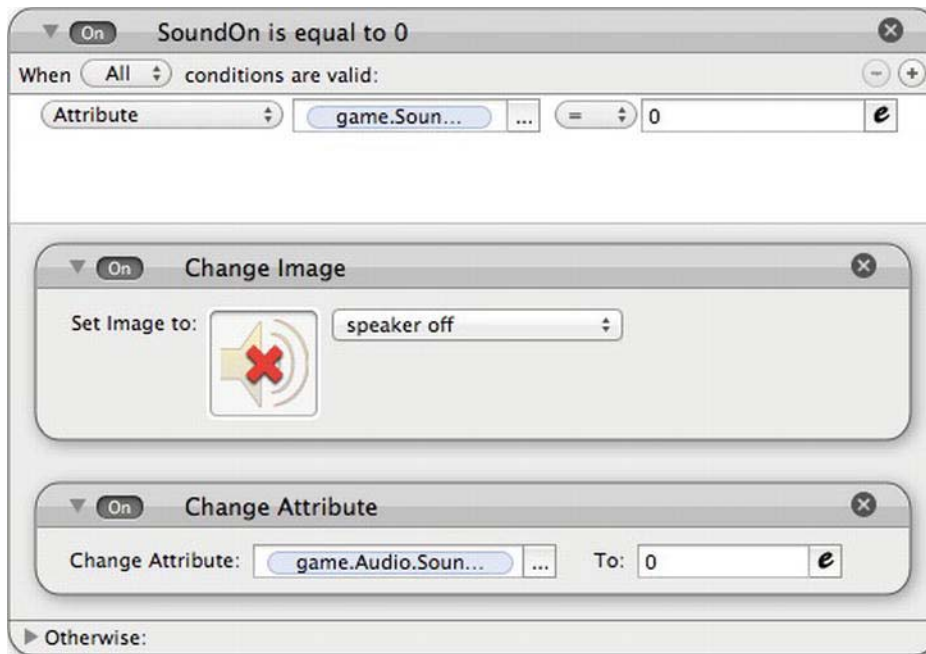 On SoundOn is equal to 0
When All conditions are valid:
Attribute game.Soun... ... = 0 e
On Change Image
Set Image to: speaker off
On Change Attribute
Change Attribute: game.Audio.Soun... ... To: 0 e
Otherwise: